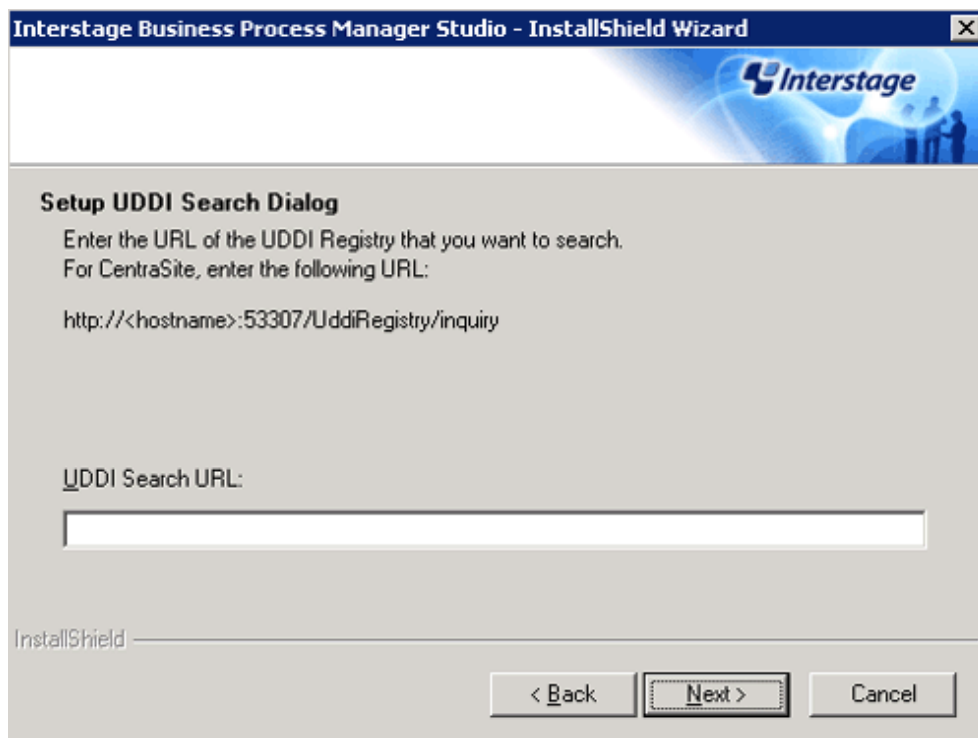 Interstage Business Process Manager Studio - InstallShield Wizard
Interstage
Setup UDDI Search Dialog
Enter the URL of the UDDI Registry that you want to search.
For CentraSite, enter the following URL:
http://<hostname>:53307/UddiRegistry/inquiry
UDDI Search URL:
InstallShield
< Back Next > Cancel